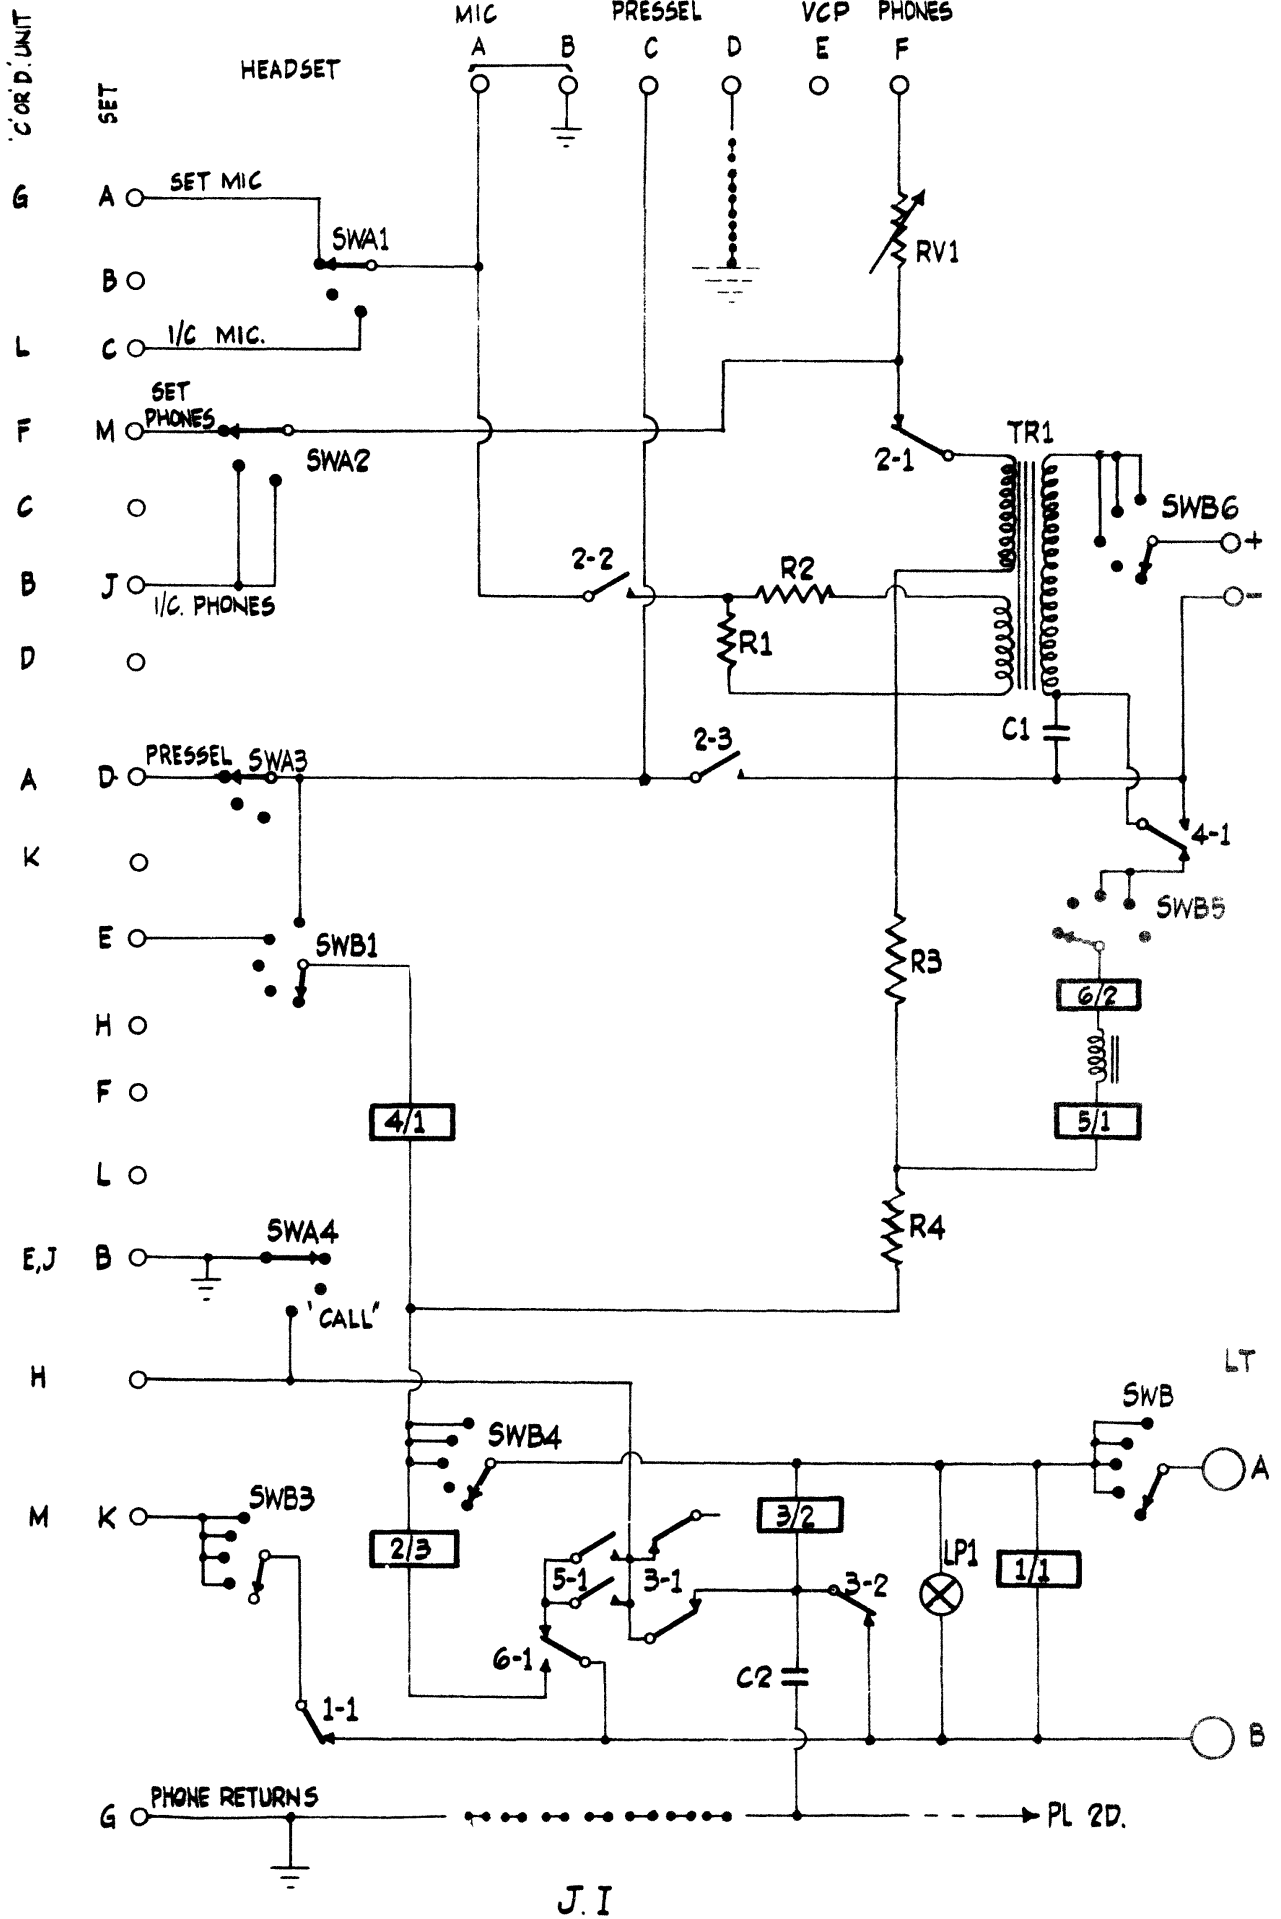 'C' OR 'D'. UNIT
SET
HEADSET
MIC
PRESSEL
VCP
PHONES
A
B
C
D
E
F
G
A
SET MIC
SWA1
RV1
B
L
C
I/C MIC.
SET
PHONES
F
M
SWA2
2-1
TR1
C
SWB6
+
2-2
R2
B
J
I/C. PHONES
-
R1
D
C1
2-3
PRESSEL
SWA3
A
D
4-1
K
SWB5
E
SWB1
R3
6/2
H
F
4/1
5/1
L
SWA4
R4
E,J
B
'CALL"
H
LT
SWB
SWB4
A
SWB3
M
K
3/2
2/3
LP1
1/1
5-1
3-1
3-2
6-1
C2
1-1
B
G
PHONE RETURNS
PL 2D.
J. I